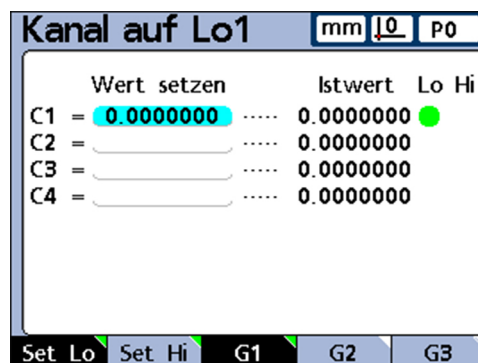 Kanal auf Lo1 mm 0 P0
Wert setzen Istwert Lo Hi
C1 = 0.0000000 ..... 0.0000000
C2 = ..... 0.0000000
C3 = ..... 0.0000000
C4 = ..... 0.0000000
Set Lo Set Hi G1 G2 G3